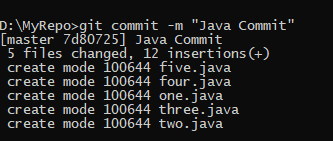 D:\MyRepo>git commit -m "Java Commit"
[master 7d80725] Java Commit
 5 files changed, 12 insertions(+)
 create mode 100644 five.java
 create mode 100644 four.java
 create mode 100644 one.java
 create mode 100644 three.java
 create mode 100644 two.java